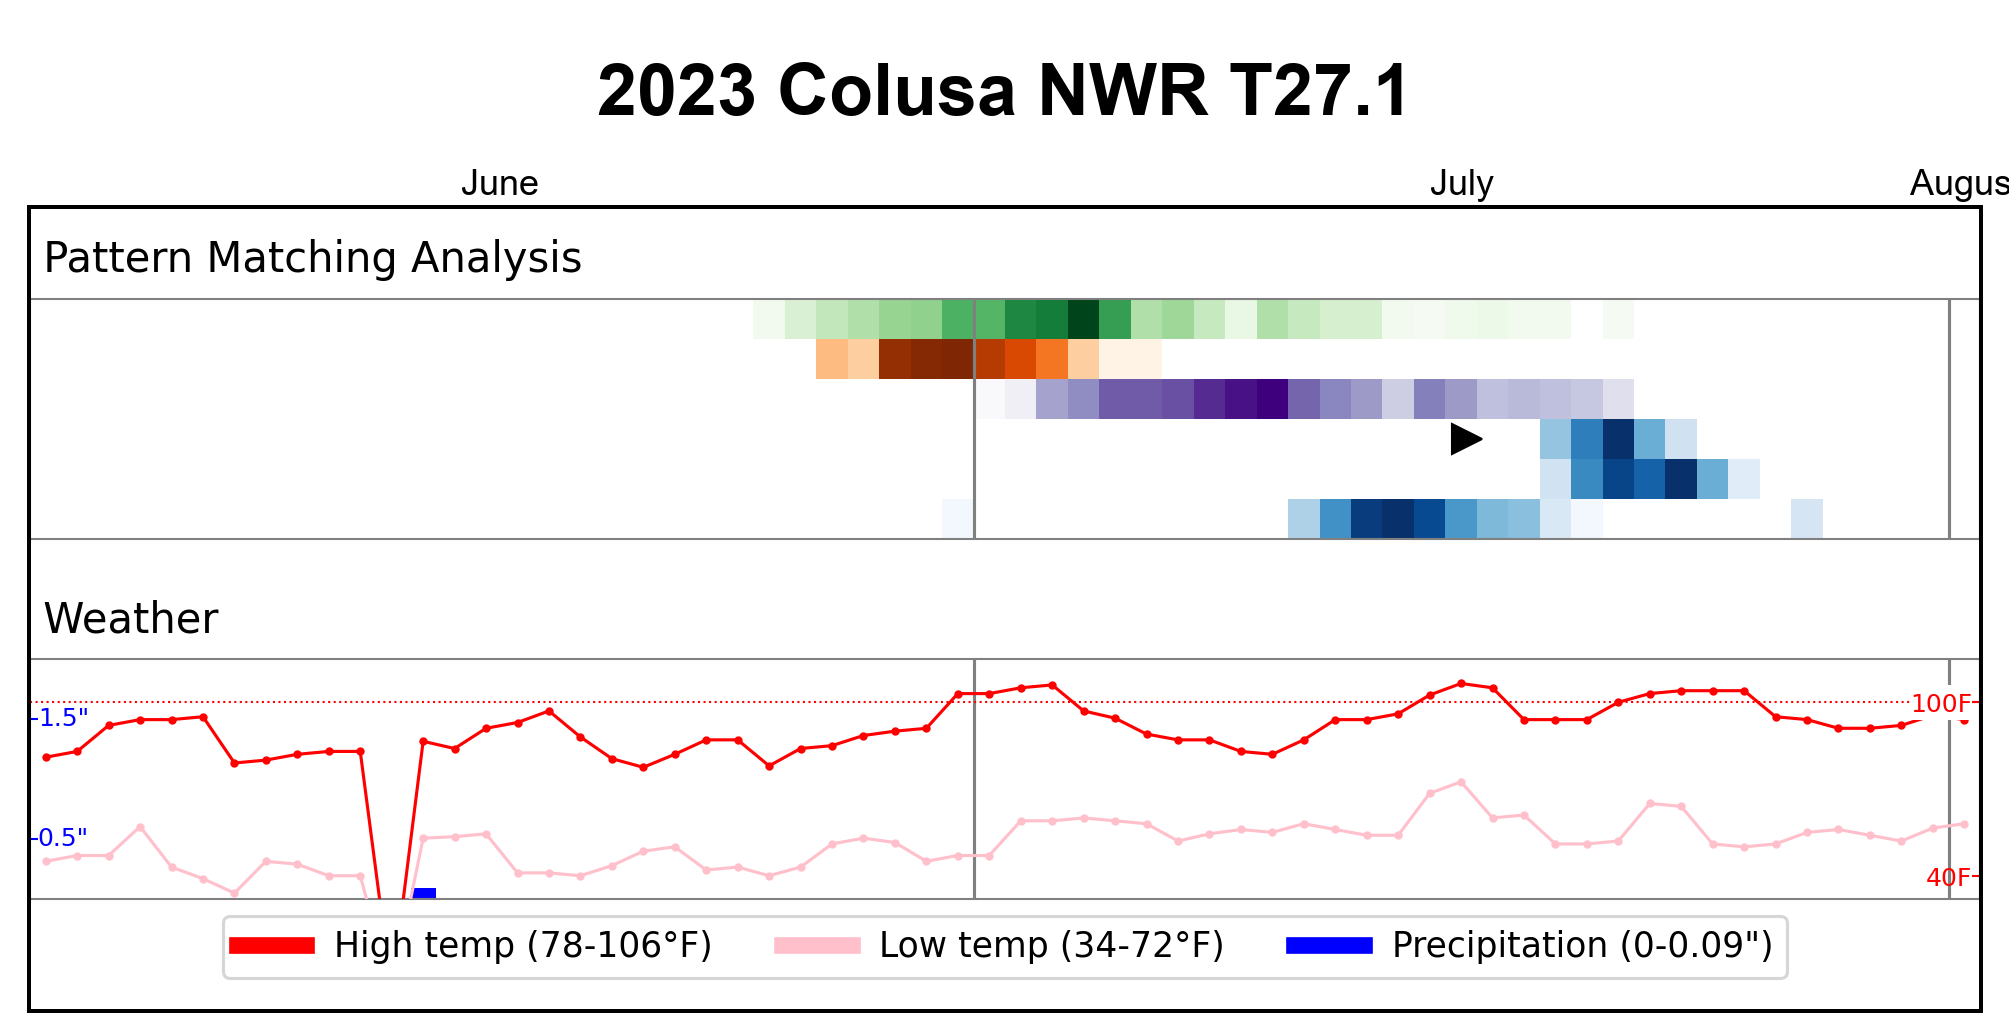 2023 Colusa NWR T27.1
June July Augus
Pattern Matching Analysis
Weather
1.5" 100F
0.5" 40F
High temp (78-106°F) Low temp (34-72°F) Precipitation (0-0.09")